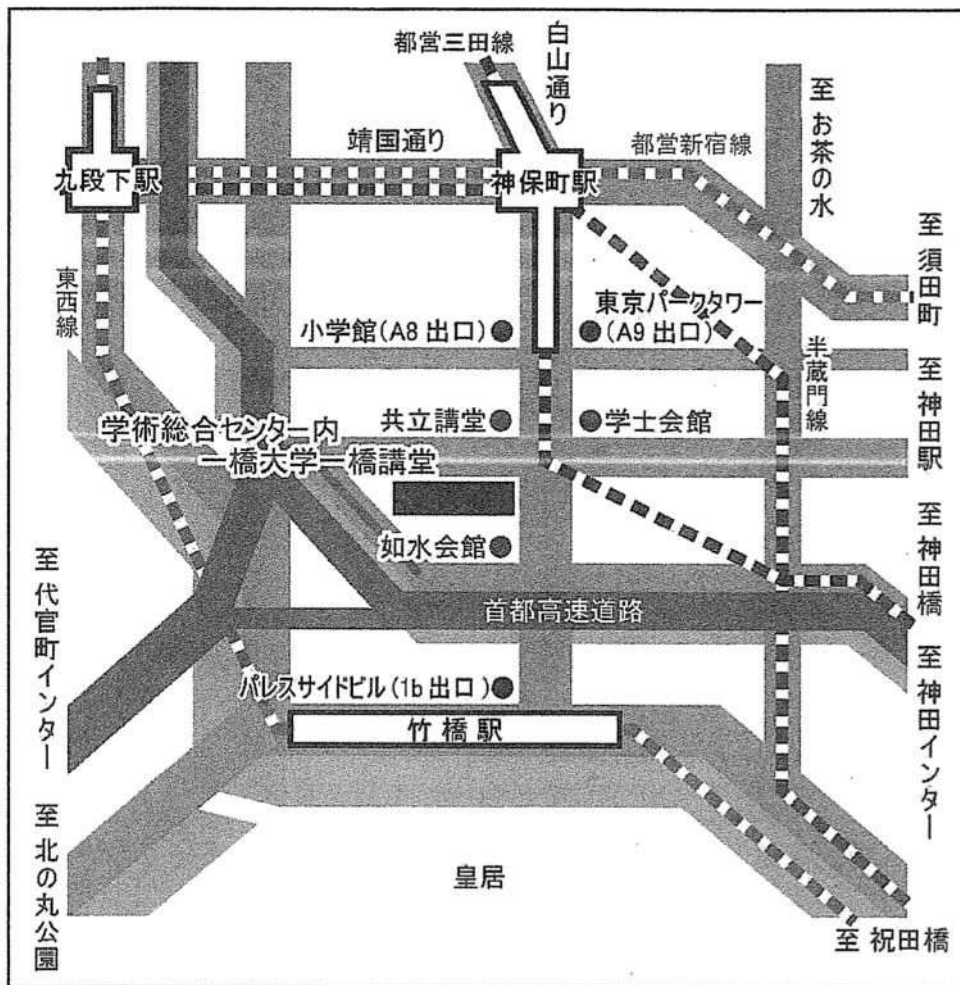 都営三田線
白山通り
靖国通り
都営新宿線
至 お茶の水
九段下駅
神保町駅
至 須田町
東西線
東京パークタワー
小学館(A8 出口)
(A9 出口)
半蔵門線
至 神田駅
共立講堂
学士会館
学術総合センター内
一橋大学一橋講堂
至 神田橋
如水会館
至 代官町インター
首都高速道路
至 神田インター
パレスサイドビル(1b 出口)
竹橋駅
至 北の丸公園
皇居
至 祝田橋